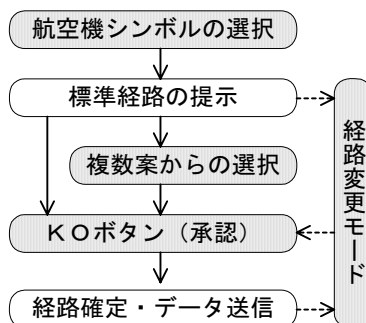 航空機シンボルの選択
標準経路の提示
複数案からの選択
ＫＯボタン（承認）
経路確定・データ送信
経路変更モード